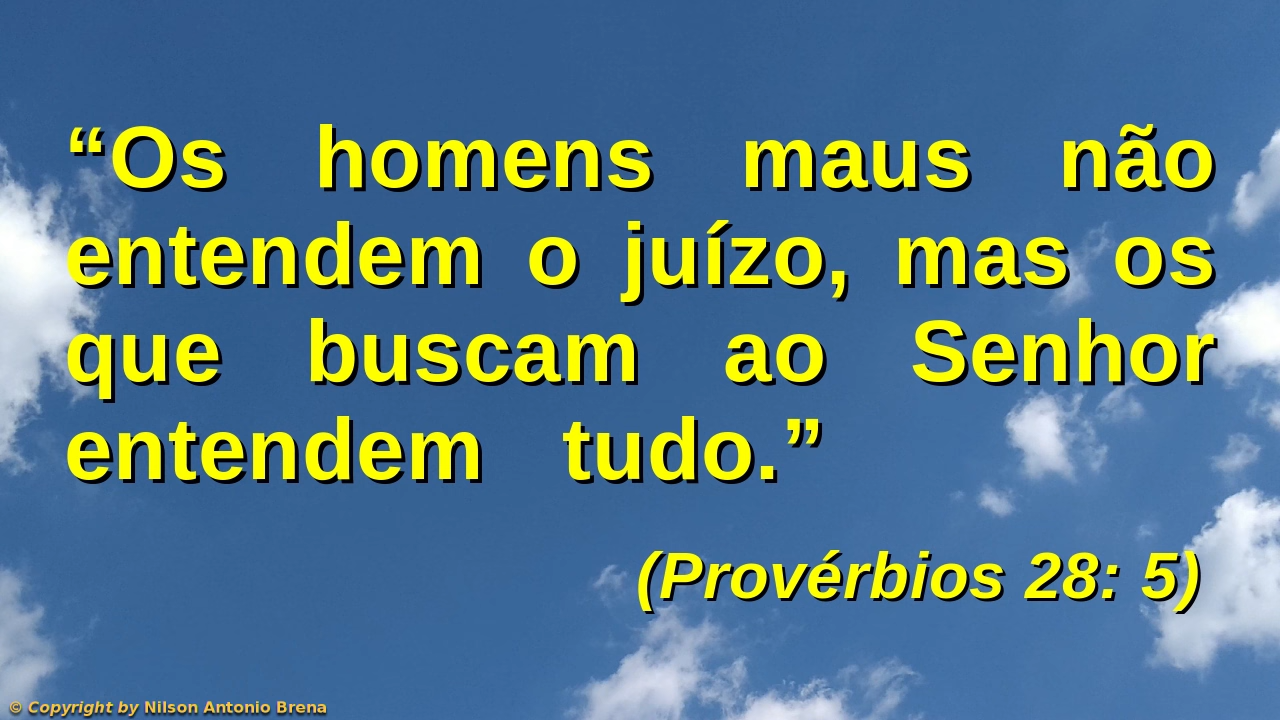 “Os homens maus não
entendem o juízo, mas os
que buscam ao Senhor
entendem tudo.”
(Provérbios 28: 5)
© Copyright by Nilson Antonio Brena